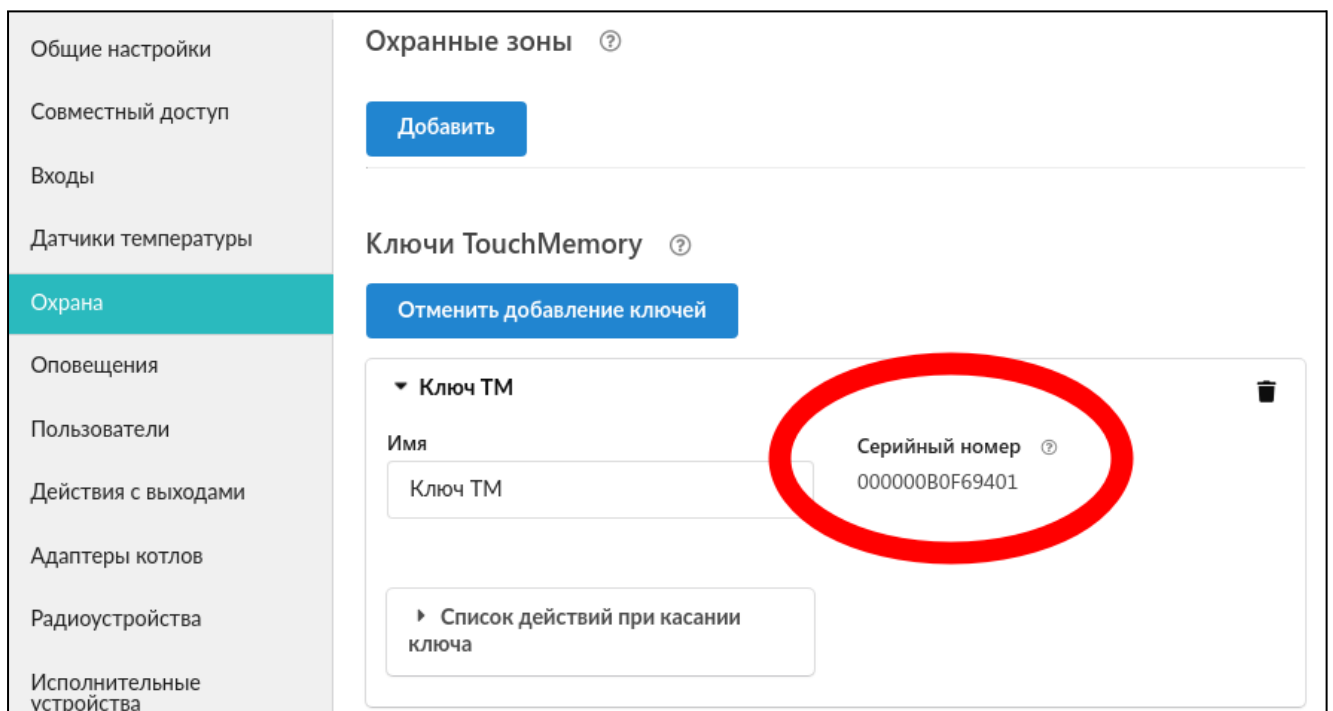 Общие настройки
Совместный доступ
Входы
Датчики температуры
Охрана
Оповещения
Пользователи
Действия с выходами
Адаптеры котлов
Радиоустройства
Исполнительные
устройства
Охранные зоны ?
Добавить
Ключи TouchMemory ?
Отменить добавление ключей
Ключ ТМ
Имя
Ключ ТМ
Серийный номер ?
000000B0F69401
Список действий при касании
ключа